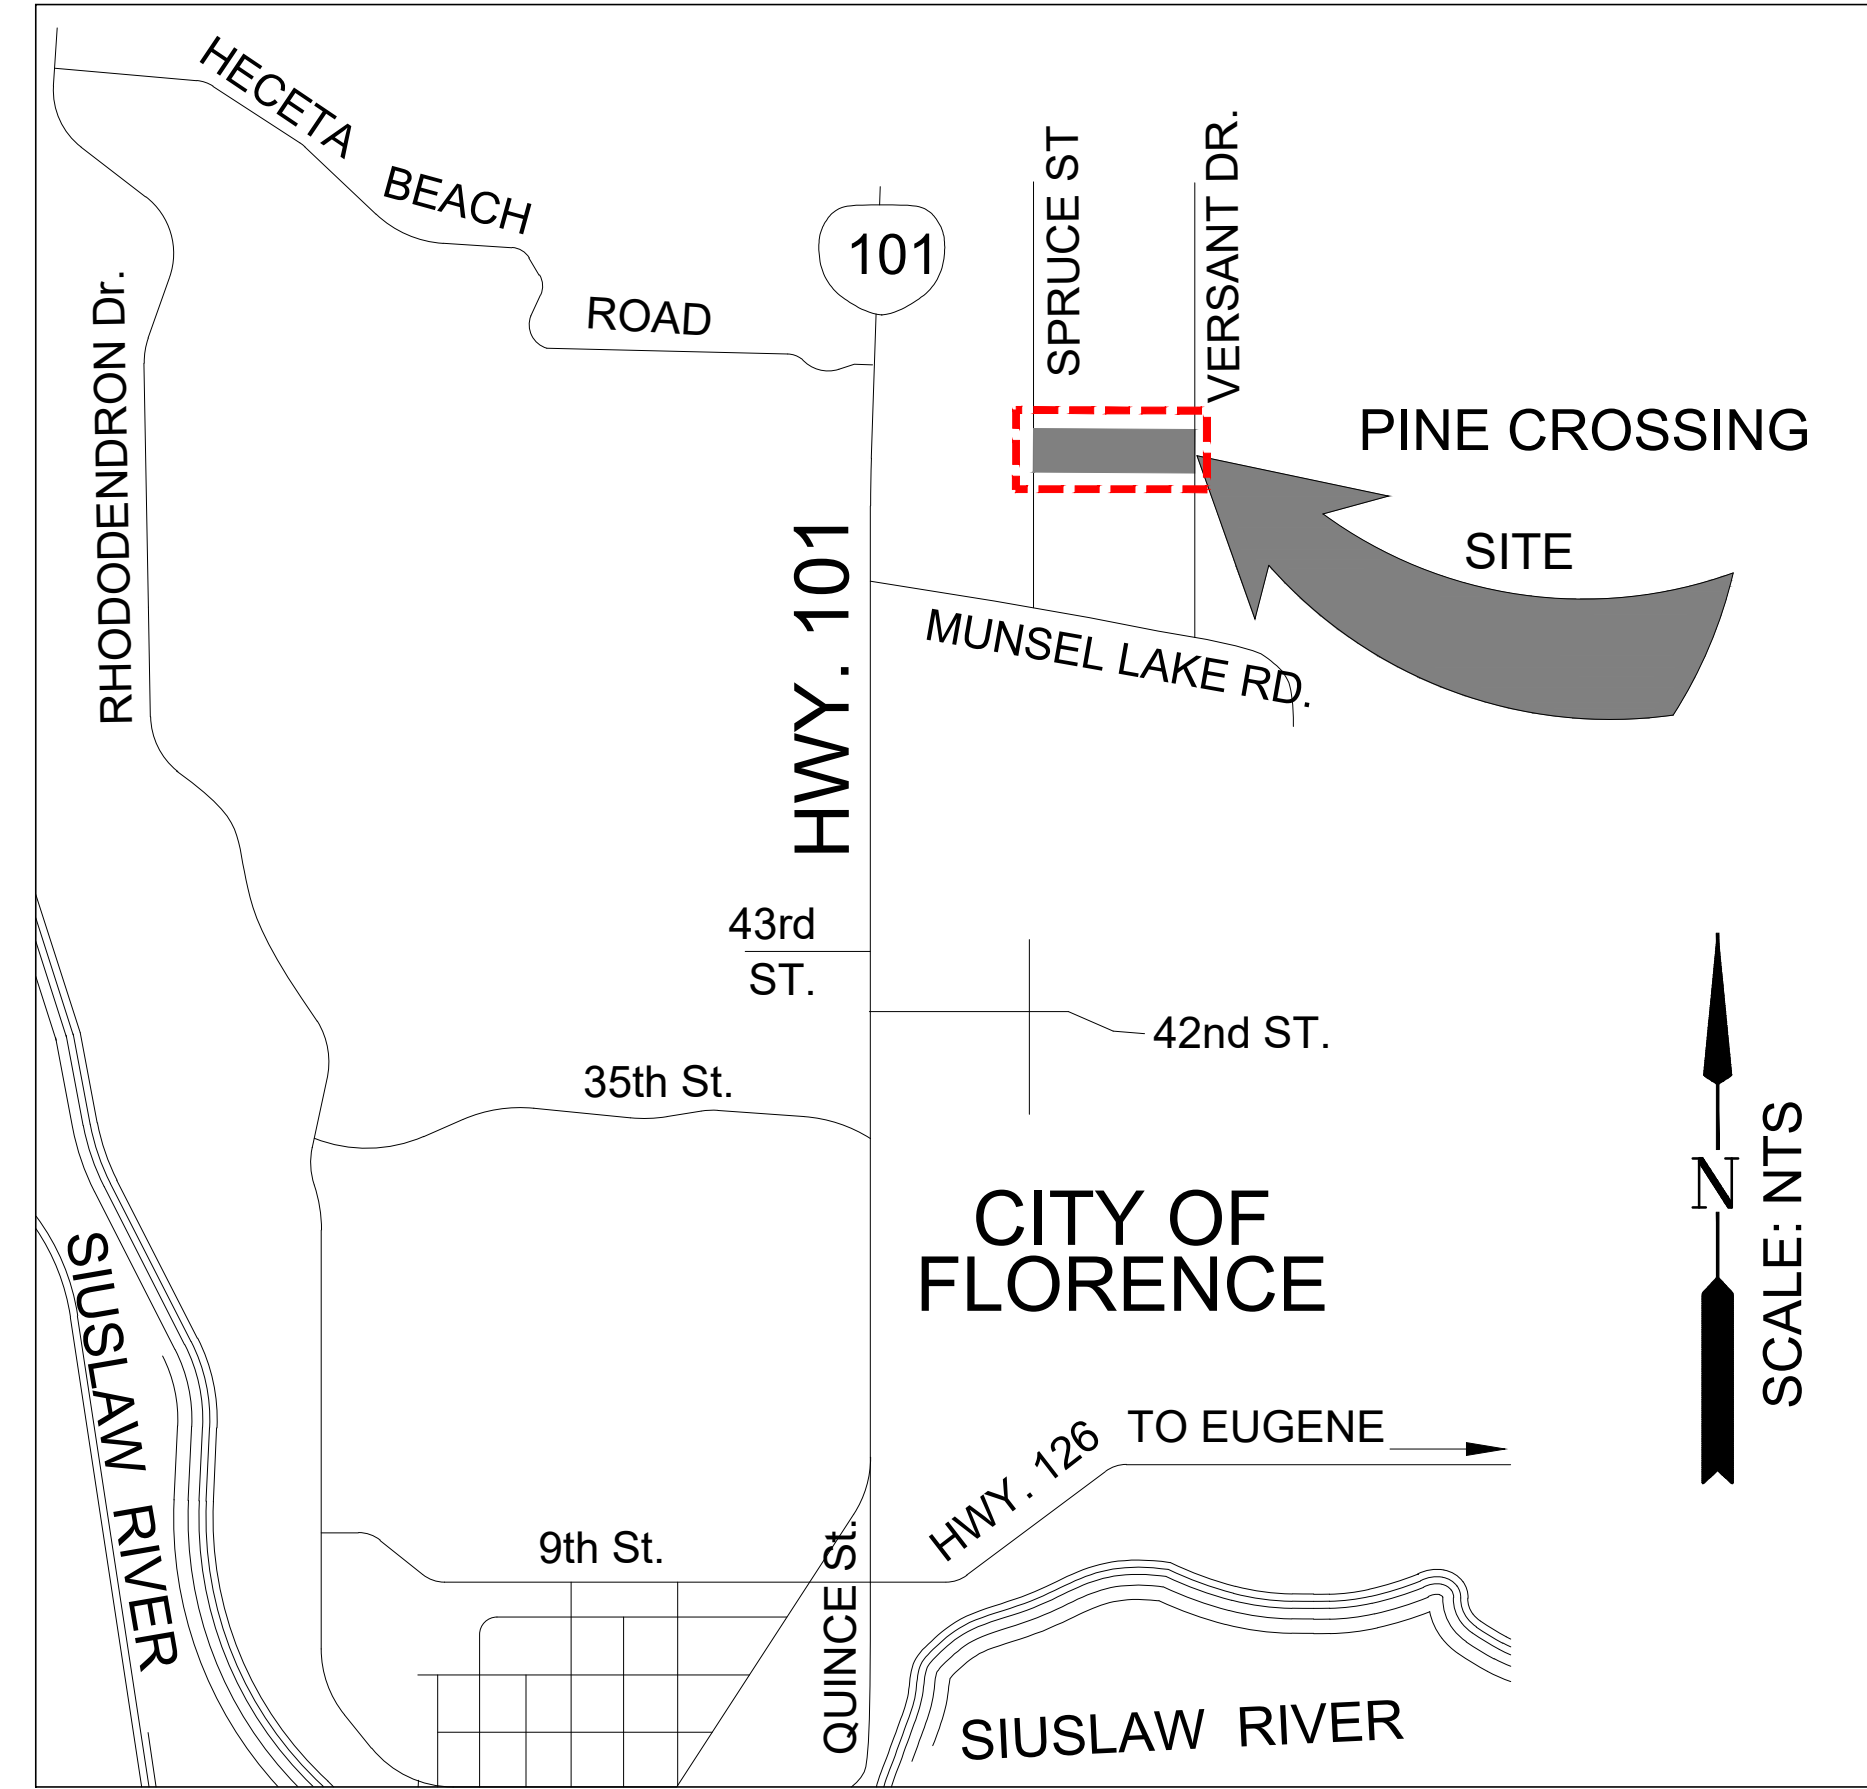 HECETA BEACH ROAD
101
SPRUCE ST
VERSANT DR.
RHODODENDRON Dr.
PINE CROSSING
SITE
HWY. 101
MUNSEL LAKE RD.
43rd
ST.
42nd ST.
35th St.
CITY OF
FLORENCE
N
SCALE: NTS
SIUSLAW RIVER
TO EUGENE
HWY. 126
9th St.
QUINCE St.
SIUSLAW RIVER